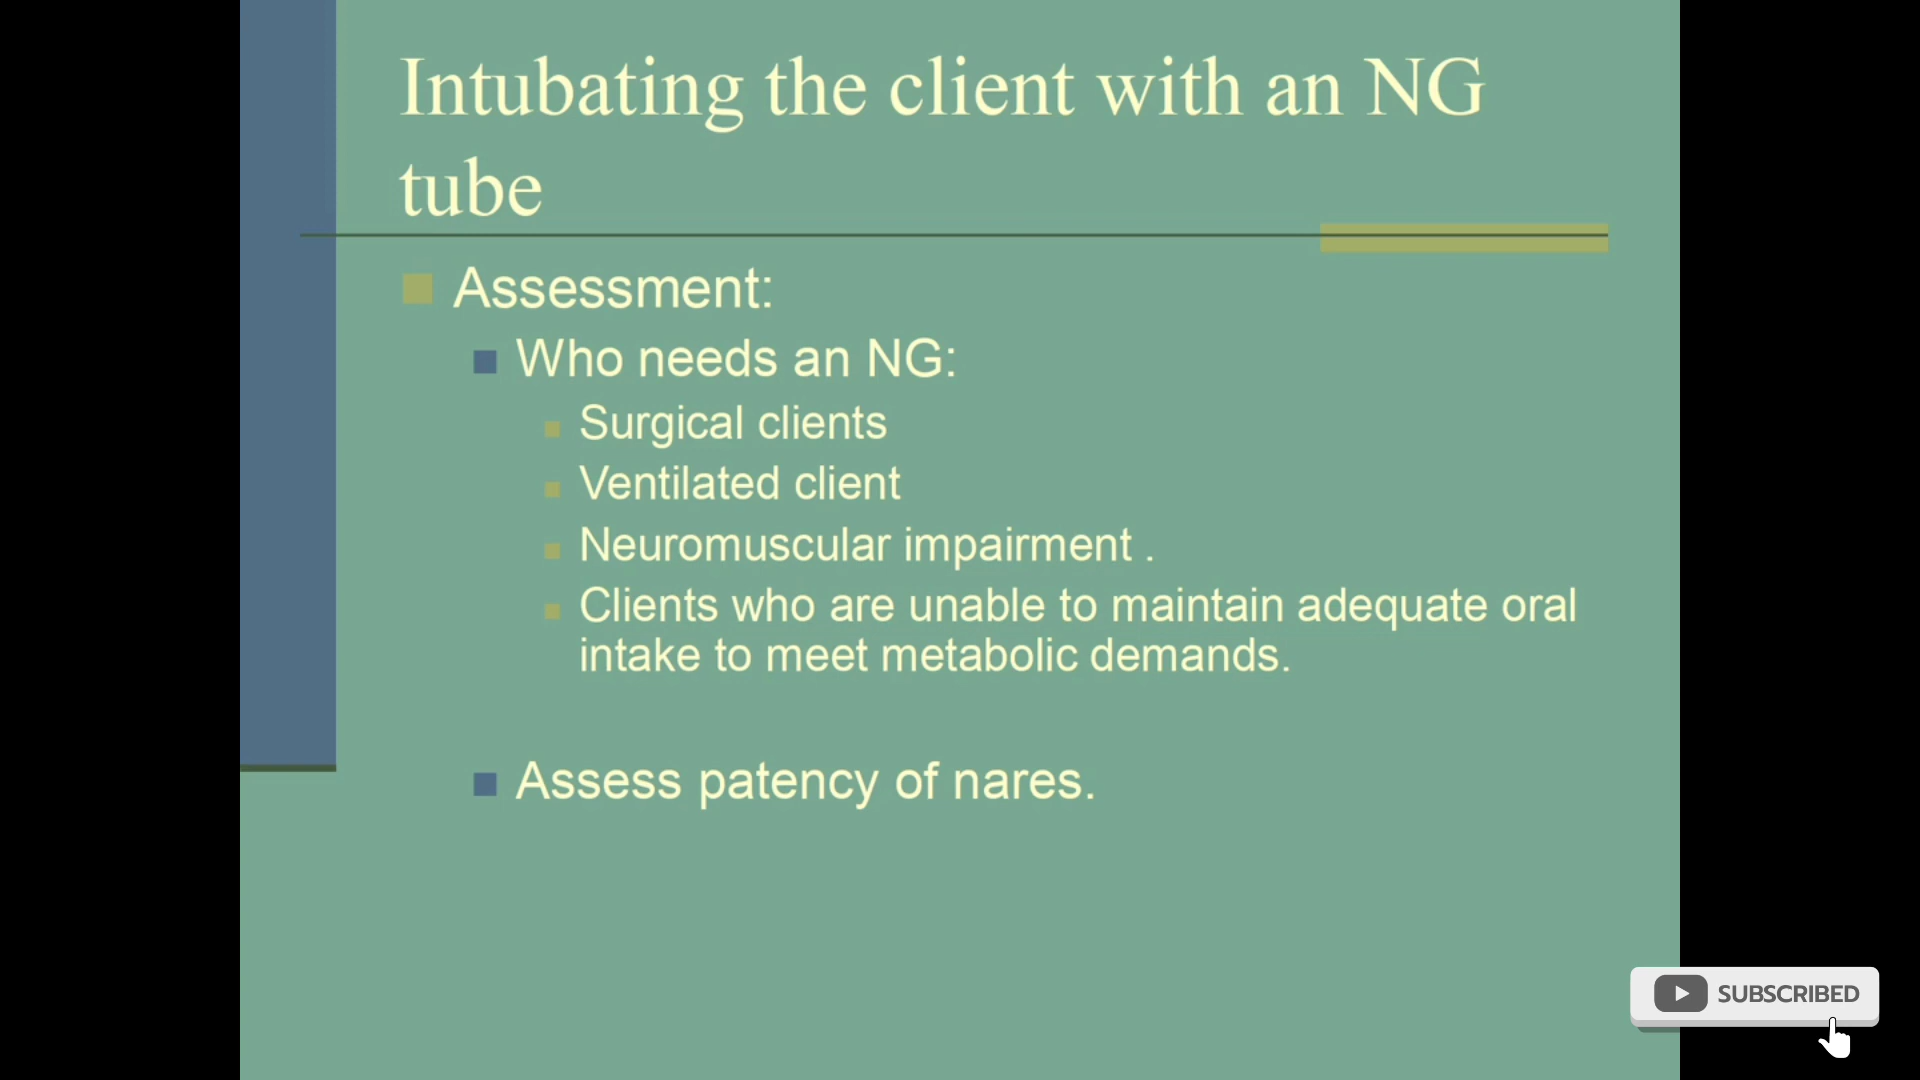 Intubating the client with an NG
tube
Assessment:
Who needs an NG:
Surgical clients
Ventilated client
Neuromuscular impairment .
Clients who are unable to maintain adequate oral
intake to meet metabolic demands.
Assess patency of nares.
SUBSCRIBED